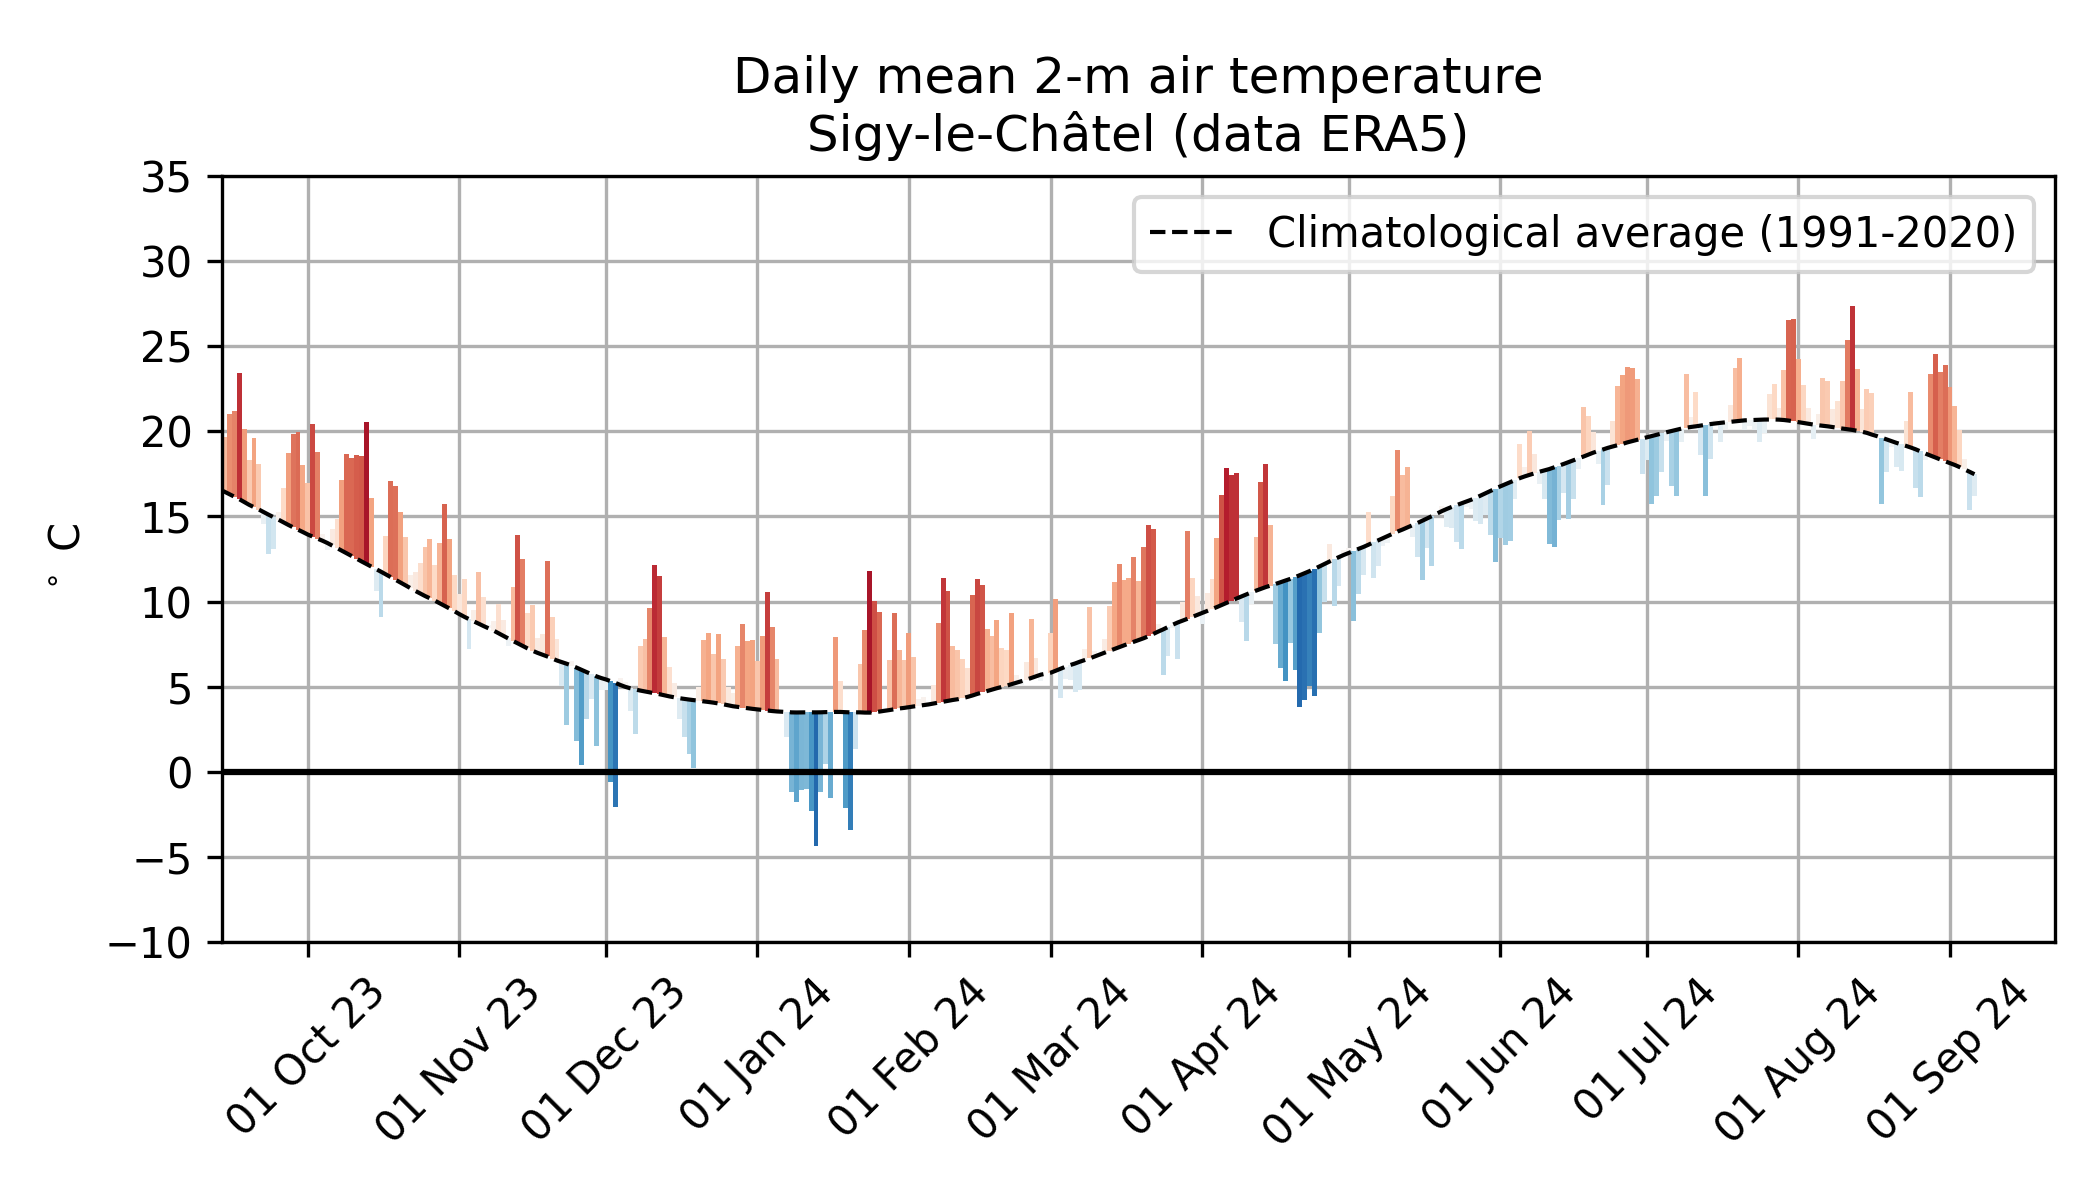 Daily mean 2-m air temperature
Sigy-le-Châtel (data ERA5)
Climatological average (1991-2020)
° C
35
30
25
20
15
10
5
0
−5
−10
01 Oct 23
01 Nov 23
01 Dec 23
01 Jan 24
01 Feb 24
01 Mar 24
01 Apr 24
01 May 24
01 Jun 24
01 Jul 24
01 Aug 24
01 Sep 24